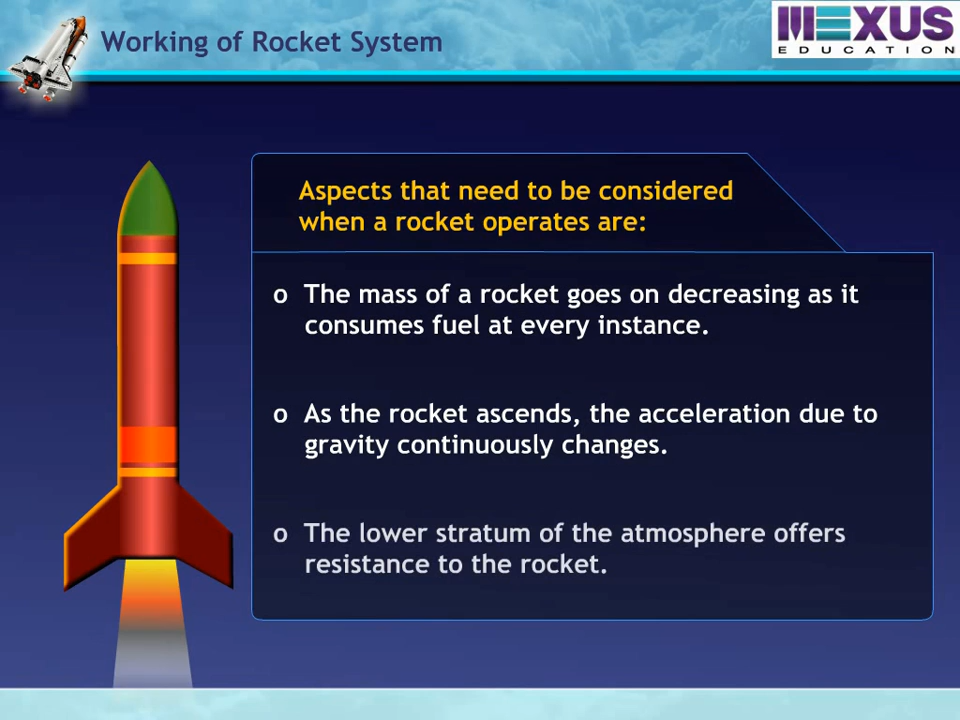 Working of Rocket System
MEXUS
EDUCATION
Aspects that need to be considered
when a rocket operates are:
o The mass of a rocket goes on decreasing as it
consumes fuel at every instance.
o As the rocket ascends, the acceleration due to
gravity continuously changes.
o The lower stratum of the atmosphere offers
resistance to the rocket.